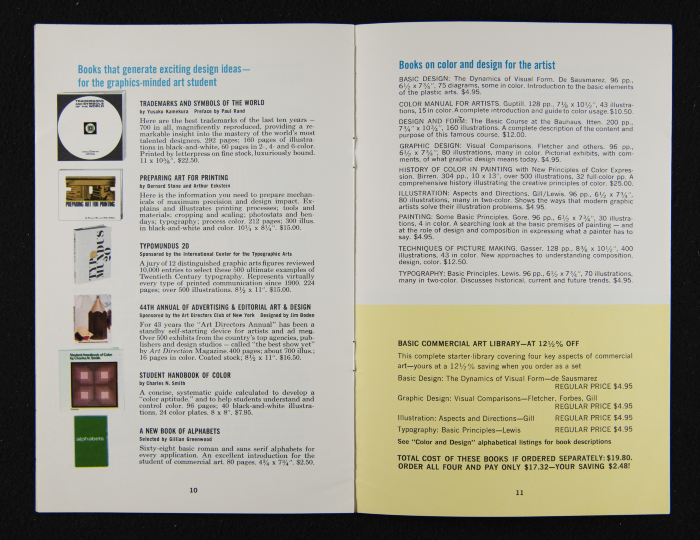 Books that generate exciting design ideas—
for the graphics-minded art student
TRADEMARKS AND SYMBOLS OF THE WORLD
by Yusaku Kamekura Preface by Paul Rand
Here are the best trademarks of the last ten years –
700 in all, magnificently reproduced, providing a re-
markable insight into the mastery of the world's most
talented designers. 292 pages; 160 pages of illustra-
tions in black-and-white, 60 pages in 2-, 4- and 6-color.
Printed by letterpress on fine stock, luxuriously bound.
11 x 10⅜". $22.50.
PREPARING ART FOR PRINTING
by Bernard Stone and Arthur Eckstein
Here is the information you need to prepare mechan-
icals of maximum precision and design impact. Ex-
plains and illustrates printing processes; tools and
materials; cropping and scaling; photostats and ben-
days; typography; process color. 212 pages; 300 illus.
in black-and-white and color. 10¼ x 8¼". $15.00.
TYPOMUNDUS 20
Sponsored by the International Center for the Typographic Arts
A jury of 12 distinguished graphic arts figures reviewed
10,000 entries to select these 500 ultimate examples of
Twentieth Century typography. Represents virtually
every type of printed communication since 1900. 224
pages; over 500 illustrations. 8½ x 11". $15.00.
44TH ANNUAL OF ADVERTISING & EDITORIAL ART & DESIGN
Sponsored by the Art Directors Club of New York Designed by Jim Boden
For 43 years the "Art Directors Annual" has been a
standby self-starting device for artists and ad men.
Over 500 exhibits from the country's top agencies, pub-
lishers and design studios – called "the best show yet"
by Art Direction Magazine. 400 pages; about 700 illus.;
16 pages in color. Coated stock; 8½ x 11". $16.50.
STUDENT HANDBOOK OF COLOR
by Charles N. Smith
A concise, systematic guide calculated to develop a
"color aptitude," and to help students understand and
control color. 96 pages; 40 black-and-white illustra-
tions, 24 color plates. 8 x 8". $7.95.
A NEW BOOK OF ALPHABETS
Selected by Gillian Greenwood
Sixty-eight basic roman and sans serif alphabets for
every application. An excellent introduction for the
student of commercial art. 80 pages. 4¾ x 7¾". $2.50.
TRADEMARKS
AND SYMBOLS
OF THE WORLD
PREPARING ART FOR PRINTING
TYPO
MUNDUS
20
Student Handbook of Color
by Charles N. Smith
alphabets
10
Books on color and design for the artist
BASIC DESIGN: The Dynamics of Visual Form. De Sausmarez. 96 pp.,
6½ x 7¾", 75 diagrams, some in color. Introduction to the basic elements
of the plastic arts. $4.95.
COLOR MANUAL FOR ARTISTS. Guptill. 128 pp., 7⅛ x 10½", 43 illustra-
tions, 15 in color. A complete introduction and guide to color usage. $10.50.
DESIGN AND FORM: The Basic Course at the Bauhaus. Itten. 200 pp.,
7¾" x 10½", 160 illustrations. A complete description of the content and
purpose of this famous course. $12.00.
GRAPHIC DESIGN: Visual Comparisons. Fletcher and others. 96 pp.,
6½ x 7¾", 80 illustrations, many in color. Pictorial exhibits, with com-
ments, of what graphic design means today. $4.95.
HISTORY OF COLOR IN PAINTING with New Principles of Color Expres-
sion. Birren. 304 pp., 10 x 13", over 500 illustrations, 32 full-color pp. A
comprehensive history illustrating the creative principles of color. $25.00.
ILLUSTRATION: Aspects and Directions. Gill/Lewis. 96 pp., 6½ x 7¾",
80 illustrations, many in two-color. Shows the ways that modern graphic
artists solve their illustration problems. $4.95.
PAINTING: Some Basic Principles. Gore. 96 pp., 6½ x 7¾", 30 illustra-
tions, 4 in color. A searching look at the basic premises of painting — and
at the role of design and composition in expressing what a painter has to
say. $4.95.
TECHNIQUES OF PICTURE MAKING. Gasser. 128 pp., 8¾ x 10½", 400
illustrations, 43 in color. New approaches to understanding composition,
design, color. $12.50.
TYPOGRAPHY: Basic Principles. Lewis. 96 pp., 6½ x 7¾", 70 illustrations,
many in two-color. Discusses historical, current and future trends. $4.95.
BASIC COMMERCIAL ART LIBRARY—AT 12½% OFF
This complete starter-library covering four key aspects of commercial
art—yours at a 12½% saving when you order as a set
Basic Design: The Dynamics of Visual Form—de Sausmarez
REGULAR PRICE $4.95
Graphic Design: Visual Comparisons—Fletcher, Forbes, Gill
REGULAR PRICE $4.95
Illustration: Aspects and Directions—Gill REGULAR PRICE $4.95
Typography: Basic Principles—Lewis REGULAR PRICE $4.95
See "Color and Design" alphabetical listings for book descriptions
TOTAL COST OF THESE BOOKS IF ORDERED SEPARATELY: $19.80.
ORDER ALL FOUR AND PAY ONLY $17.32—YOUR SAVING $2.48!
11